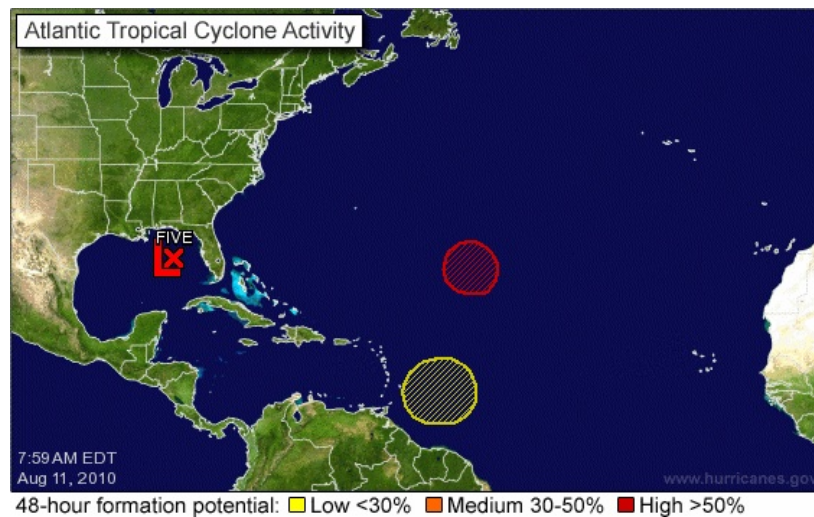 Atlantic Tropical Cyclone Activity
FIVE
L
7:59 AM EDT
Aug 11, 2010
www.hurricanes.gov
48-hour formation potential: Low <30% Medium 30-50% High >50%